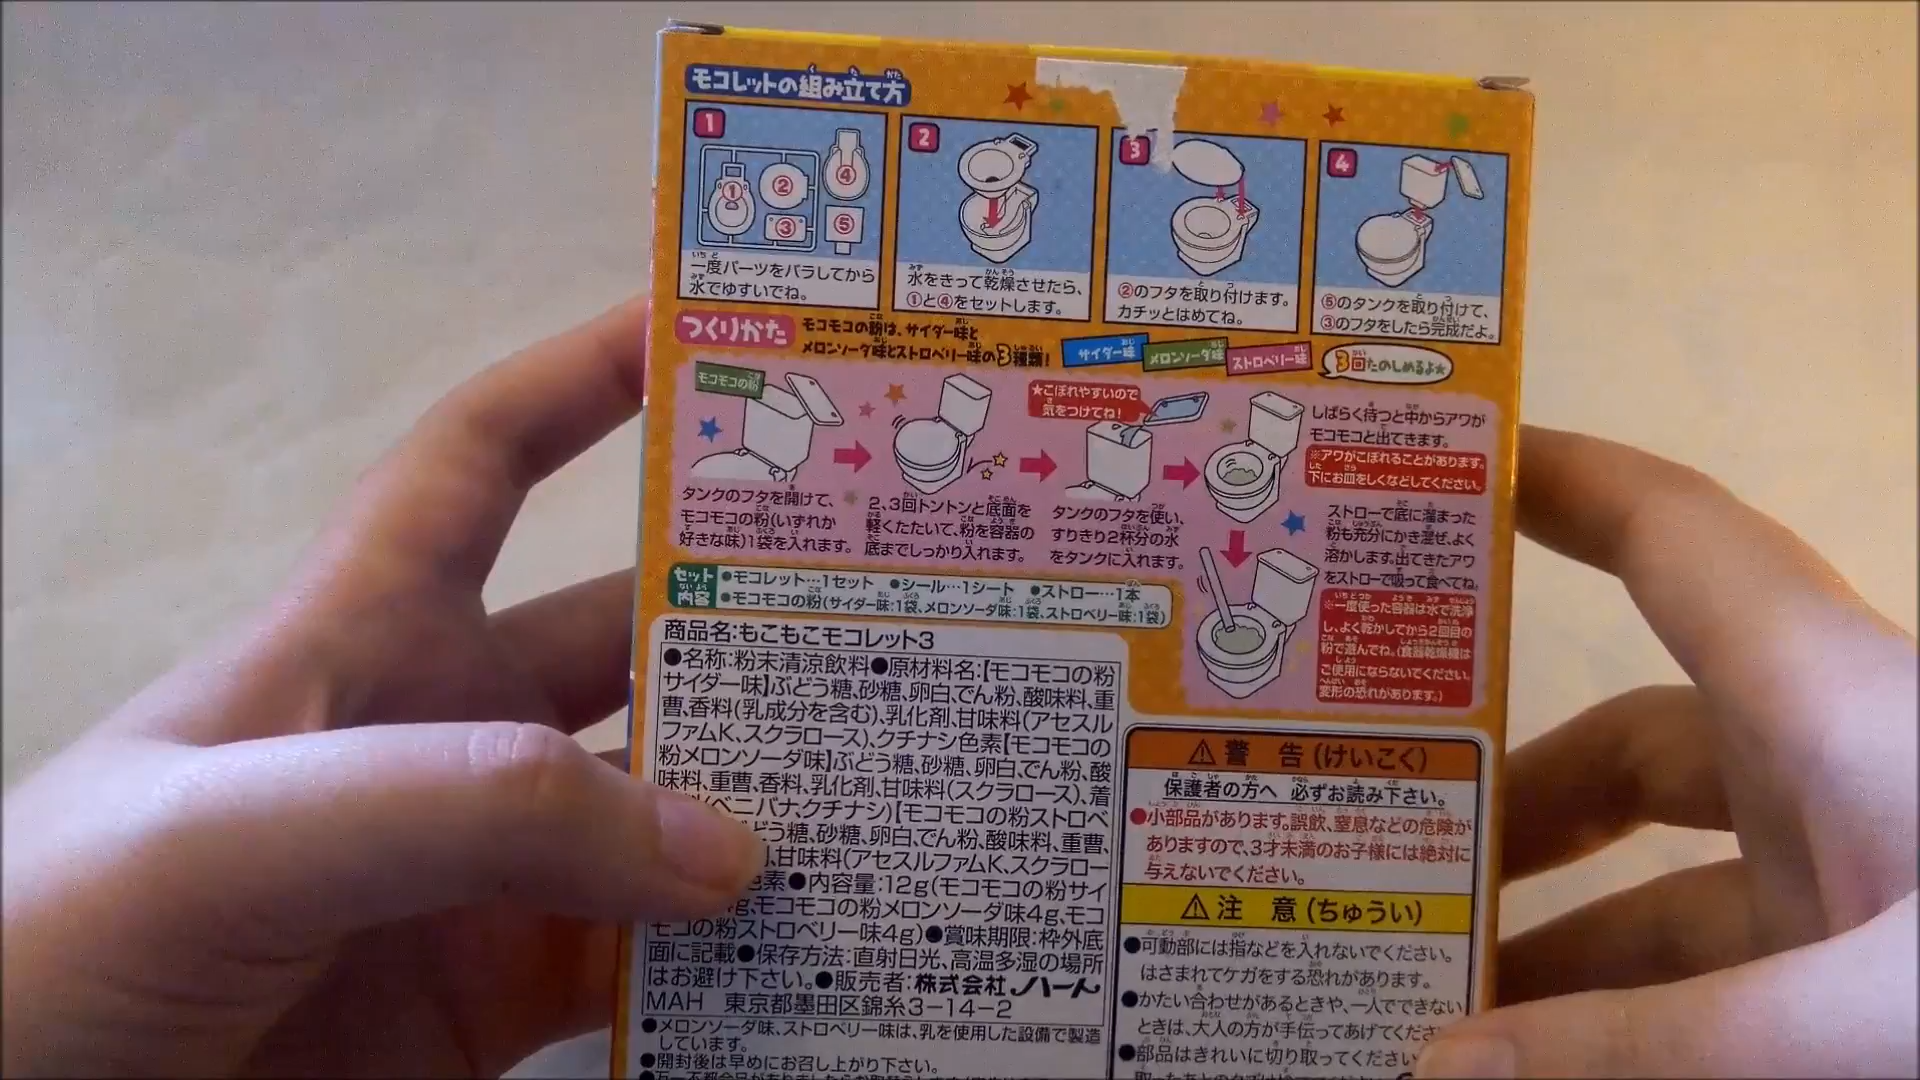 モコレットの組み立て方
1
① ② ③ ④ ⑤
一度パーツをバラしてから
水でゆすいでね。
2
水をきって乾燥させたら、
①と④をセットします。
3
②のフタを取り付けます。
カチッとはめてね。
4
⑤のタンクを取り付けて、
③のフタをしたら完成だよ。
つくりかた
モコモコの粉は、サイダー味と
メロンソーダ味とストロベリー味の3種類!
サイダー味
メロンソーダ味
ストロベリー味
3回たのしめるよ★
モコモコの粉
タンクのフタを開けて、
モコモコの粉(いずれか
好きな味)1袋を入れます。
2、3回トントンと底面を
軽くたたいて、粉を容器の
底までしっかり入れます。
★こぼれやすいので
気をつけてね!
タンクのフタを使い、
すりきり2杯分の水
をタンクに入れます。
しばらく待つと中からアワが
モコモコと出てきます。
※アワがこぼれることがあります。
下にお皿をしくなどしてください。
ストローで底に溜まった
粉も充分にかき混ぜ、よく
溶かします。出てきたアワ
をストローで吸って食べてね。
※一度使った容器は水で洗浄
し、よく乾かしてから2回目の
粉で遊んでね。(食器乾燥機は
ご使用にならないでください。
変形の恐れがあります。)
セット
内容
●モコレット…1セット ●シール…1シート ●ストロー…1本
●モコモコの粉(サイダー味:1袋、メロンソーダ味:1袋、ストロベリー味:1袋)
商品名:もこもこモコレット3
●名称:粉末清涼飲料●原材料名:【モコモコの粉
サイダー味】ぶどう糖、砂糖、卵白、でん粉、酸味料、重
曹、香料(乳成分を含む)、乳化剤、甘味料(アセスル
ファムK、スクラロース)、クチナシ色素【モコモコの
粉メロンソーダ味】ぶどう糖、砂糖、卵白、でん粉、酸
味料、重曹、香料、乳化剤、甘味料(スクラロース)、着
(ベニバナ、クチナシ)【モコモコの粉ストロベ
どう糖、砂糖、卵白、でん粉、酸味料、重曹、
甘味料(アセスルファムK、スクラロー
色素●内容量:12g(モコモコの粉サイ
g、モコモコの粉メロンソーダ味4g、モコ
モコの粉ストロベリー味4g)●賞味期限:枠外底
面に記載●保存方法:直射日光、高温多湿の場所
はお避け下さい。●販売者:株式会社ハート
MAH 東京都墨田区錦糸3-14-2
●メロンソーダ味、ストロベリー味は、乳を使用した設備で製造
しています。
●開封後は早めにお召し上がり下さい。
⚠警 告(けいこく)
保護者の方へ 必ずお読み下さい。
●小部品があります。誤飲、窒息などの危険が
ありますので、3才未満のお子様には絶対に
与えないでください。
⚠注 意(ちゅうい)
●可動部には指などを入れないでください。
はさまれてケガをする恐れがあります。
●かたい合わせがあるときや、一人でできない
ときは、大人の方が手伝ってあげてくださ
●部品はきれいに切り取ってください